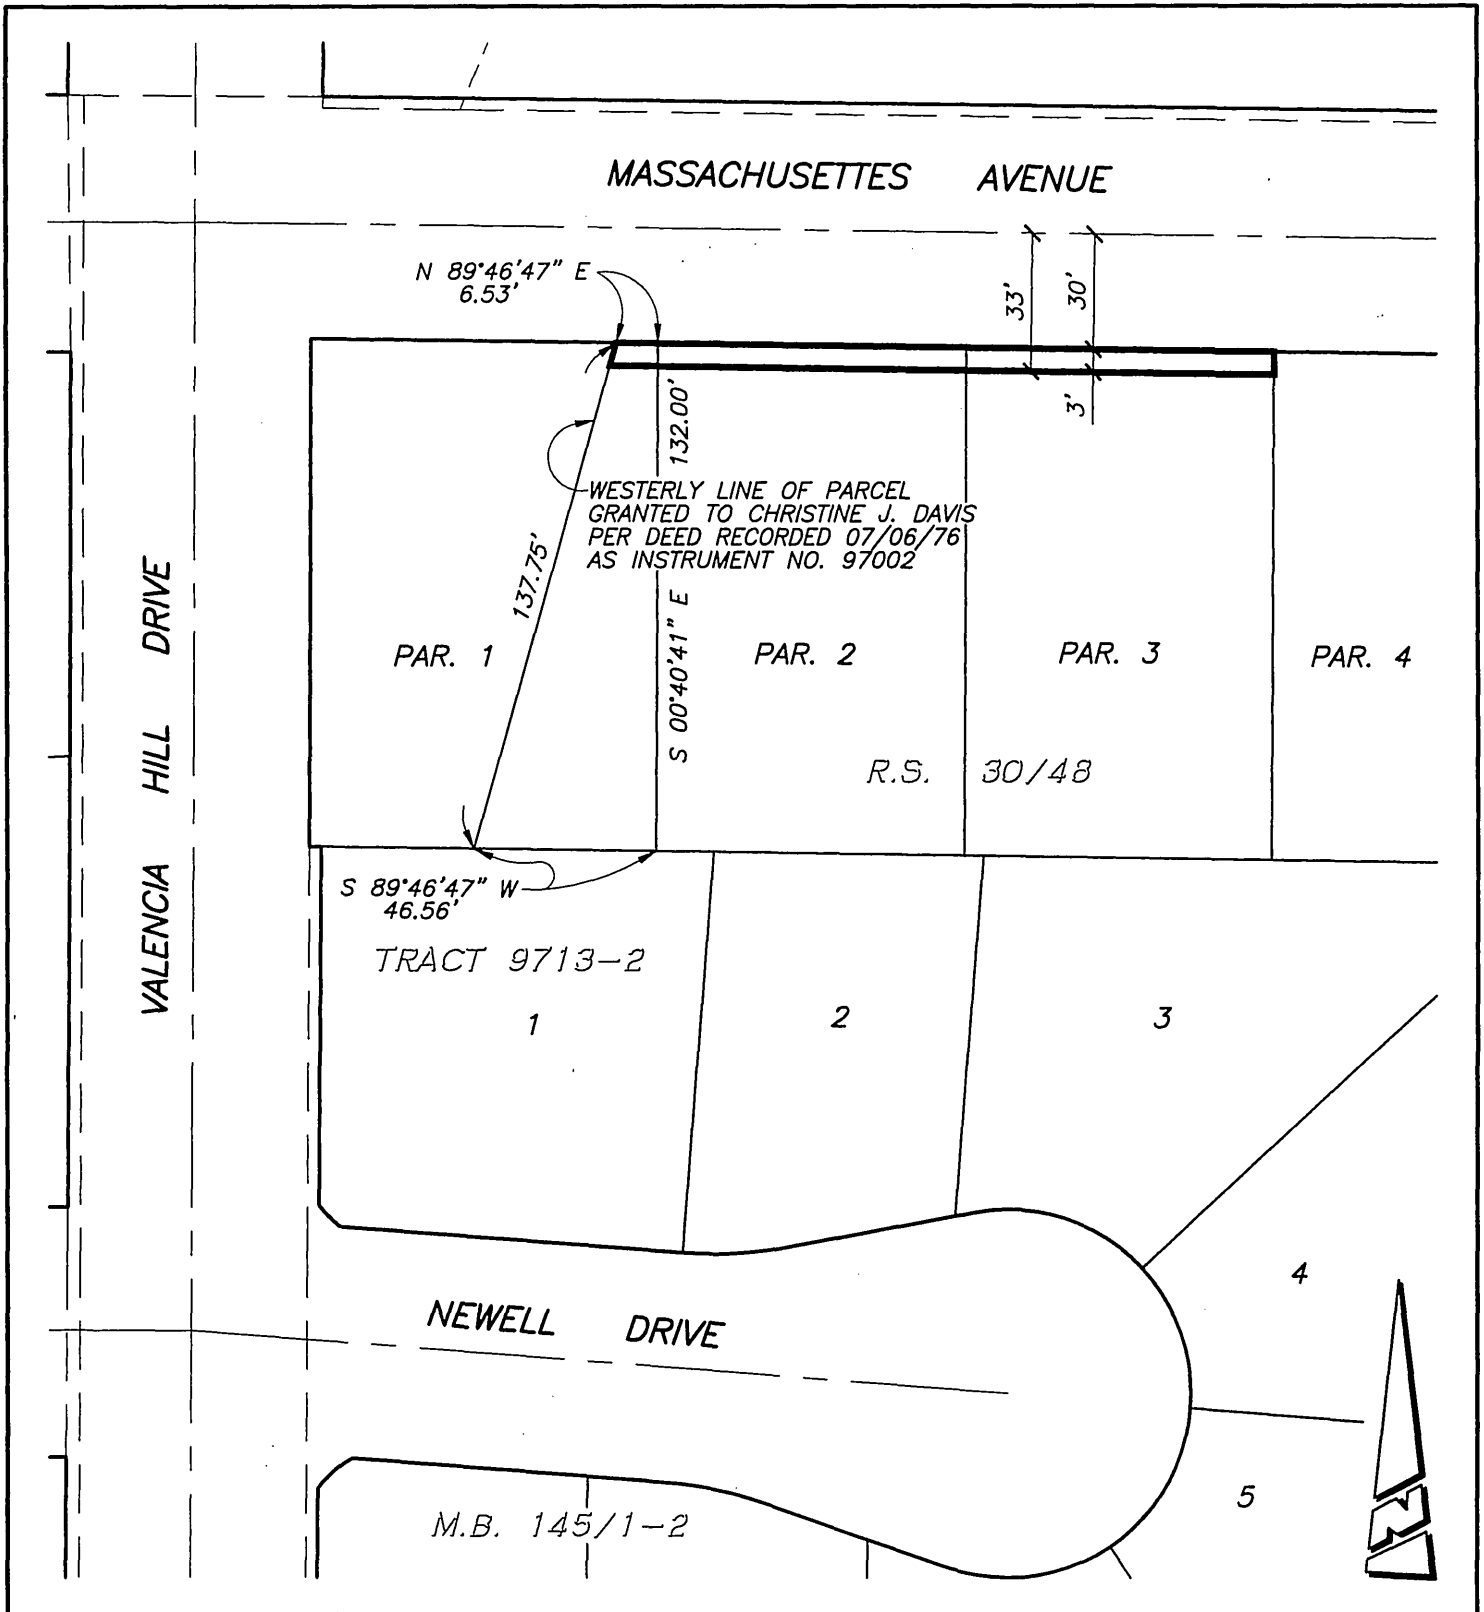 MASSACHUSETTES AVENUE
N 89°46'47" E
6.53'
33'
30'
3'
132.00'
WESTERLY LINE OF PARCEL
GRANTED TO CHRISTINE J. DAVIS
PER DEED RECORDED 07/06/76
AS INSTRUMENT NO. 97002
137.75'
S 00°40'41" E
VALENCIA HILL DRIVE
PAR. 1
PAR. 2
PAR. 3
PAR. 4
R.S. 30/48
S 89°46'47" W
46.56'
TRACT 9713-2
1
2
3
4
NEWELL DRIVE
5
M.B. 145/1-2
N